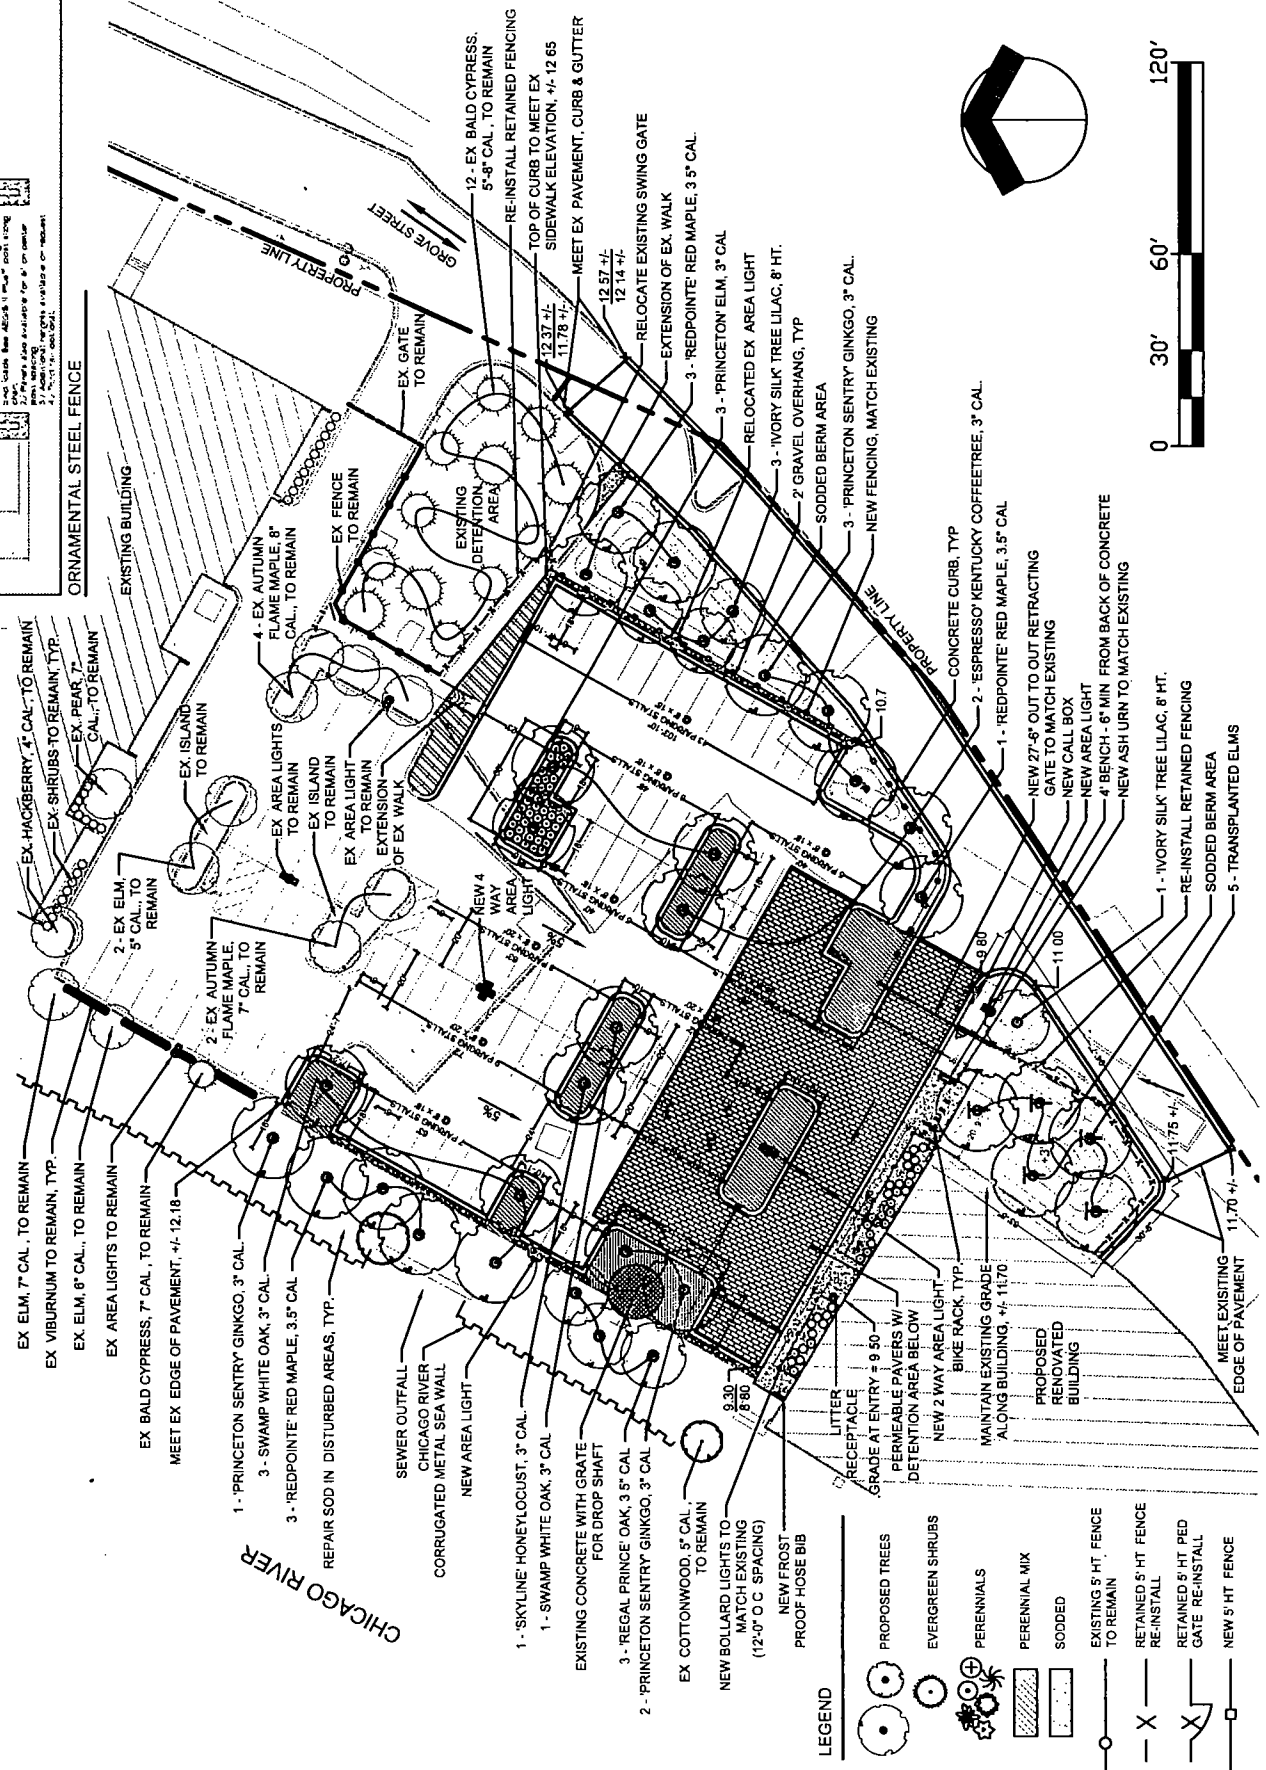 ORNAMENTAL STEEL FENCE
EXISTING BUILDING
EX. HACKBERRY, 4" CAL., TO REMAIN
EX. SHRUBS TO REMAIN, TYP.
EX. PEAR, 7"
CAL., TO REMAIN
EX. ISLAND
TO REMAIN
2 - EX ELM,
5" CAL., TO
REMAIN
EX AREA LIGHTS
TO REMAIN
EX ISLAND
TO REMAIN
EX AREA LIGHT
TO REMAIN
EXTENSION
OF EX WALK
2 - EX AUTUMN
FLAME MAPLE,
7" CAL., TO
REMAIN
NEW 4
WAY
AREA
LIGHT
4 - EX. AUTUMN
FLAME MAPLE, 8"
CAL., TO REMAIN
EX FENCE
TO REMAIN
EX. GATE
TO REMAIN
EXISTING
DETENTION
AREA
PROPERTY LINE
GROVE STREET
12 - EX BALD CYPRESS,
5"-8" CAL, TO REMAIN
RE-INSTALL RETAINED FENCING
TOP OF CURB TO MEET EX
SIDEWALK ELEVATION, +/- 12 65
MEET EX PAVEMENT, CURB & GUTTER
12 37 +/-
11.78 +/-
12 57 +/-
12 14 +/-
RELOCATE EXISTING SWING GATE
EXTENSION OF EX. WALK
3 - 'REDPOINTE' RED MAPLE, 3 5" CAL.
3 - 'PRINCETON' ELM, 3" CAL
RELOCATED EX AREA LIGHT
3 - 'IVORY SILK' TREE LILAC, 8' HT.
2' GRAVEL OVERHANG, TYP
SODDED BERM AREA
3 - 'PRINCETON SENTRY' GINKGO, 3" CAL.
NEW FENCING, MATCH EXISTING
PROPERTY LINE
10.7
CONCRETE CURB, TYP
2 - 'ESPRESSO' KENTUCKY COFFEETREE, 3" CAL.
1 - 'REDPOINTE' RED MAPLE, 3.5" CAL
NEW 27'-6" OUT TO OUT RETRACTING
GATE TO MATCH EXISTING
NEW CALL BOX
NEW AREA LIGHT
4' BENCH - 6" MIN FROM BACK OF CONCRETE
NEW ASH URN TO MATCH EXISTING
1 - 'IVORY SILK' TREE LILAC, 8' HT.
RE-INSTALL RETAINED FENCING
SODDED BERM AREA
5 - TRANSPLANTED ELMS
0 30' 60' 120'
9 80
11 00
11 75 +/-
11.70 +/-
MEET EXISITING
EDGE OF PAVEMENT
PROPOSED
RENOVATED
BUILDING
MAINTAIN EXISTING GRADE
ALONG BUILDING, +/- 11.70
BIKE RACK, TYP.
NEW 2 WAY AREA LIGHT
PERMEABLE PAVERS W/
DETENTION AREA BELOW
GRADE AT ENTRY = 9 50
LITTER
RECEPTACLE
9.30
8'80
EX ELM, 7" CAL, TO REMAIN
EX VIBURNUM TO REMAIN, TYP.
EX. ELM, 8" CAL., TO REMAIN
EX AREA LIGHTS TO REMAIN
EX BALD CYPRESS, 7" CAL, TO REMAIN
MEET EX EDGE OF PAVEMENT, +/- 12.18
1 - 'PRINCETON SENTRY' GINKGO, 3" CAL.
3 - SWAMP WHITE OAK, 3" CAL.
3 - 'REDPOINTE' RED MAPLE, 3.5" CAL
REPAIR SOD IN DISTURBED AREAS, TYP.
CHICAGO RIVER
SEWER OUTFALL
CHICAGO RIVER
CORRUGATED METAL SEA WALL
NEW AREA LIGHT
1 - 'SKYLINE' HONEYLOCUST, 3" CAL.
1 - SWAMP WHITE OAK, 3" CAL
EXISTING CONCRETE WITH GRATE
FOR DROP SHAFT
3 - 'REGAL PRINCE' OAK, 3 5" CAL
2 - 'PRINCETON SENTRY' GINKGO, 3" CAL
EX COTTONWOOD, 5" CAL,
TO REMAIN
NEW BOLLARD LIGHTS TO
MATCH EXISTING
(12'-0" O C SPACING)
NEW FROST
PROOF HOSE BIB
5%
5%
LEGEND
PROPOSED TREES
EVERGREEN SHRUBS
PERENNIALS
PERENNIAL MIX
SODDED
EXISTING 5' HT FENCE
TO REMAIN
RETAINED 5' HT FENCE
RE-INSTALL
RETAINED 5' HT PED
GATE RE-INSTALL
NEW 5' HT FENCE